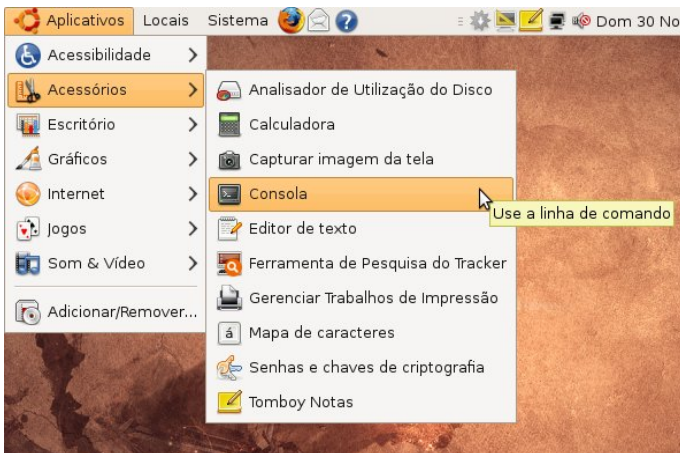 Aplicativos Locais Sistema Dom 30 No
Acessibilidade
Acessórios
Escritório
Gráficos
Internet
Jogos
Som & Vídeo
Adicionar/Remover...
Analisador de Utilização do Disco
Calculadora
Capturar imagem da tela
Consola
Use a linha de comando
Editor de texto
Ferramenta de Pesquisa do Tracker
Gerenciar Trabalhos de Impressão
á Mapa de caracteres
Senhas e chaves de criptografia
Tomboy Notas